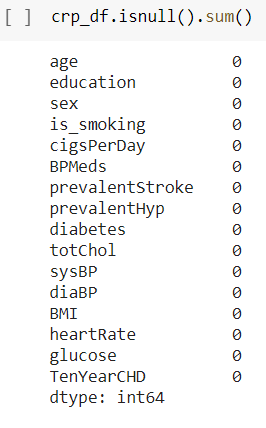 [ ] crp_df.isnull().sum()
age 0
education 0
sex 0
is_smoking 0
cigsPerDay 0
BPMeds 0
prevalentStroke 0
prevalentHyp 0
diabetes 0
totChol 0
sysBP 0
diaBP 0
BMI 0
heartRate 0
glucose 0
TenYearCHD 0
dtype: int64